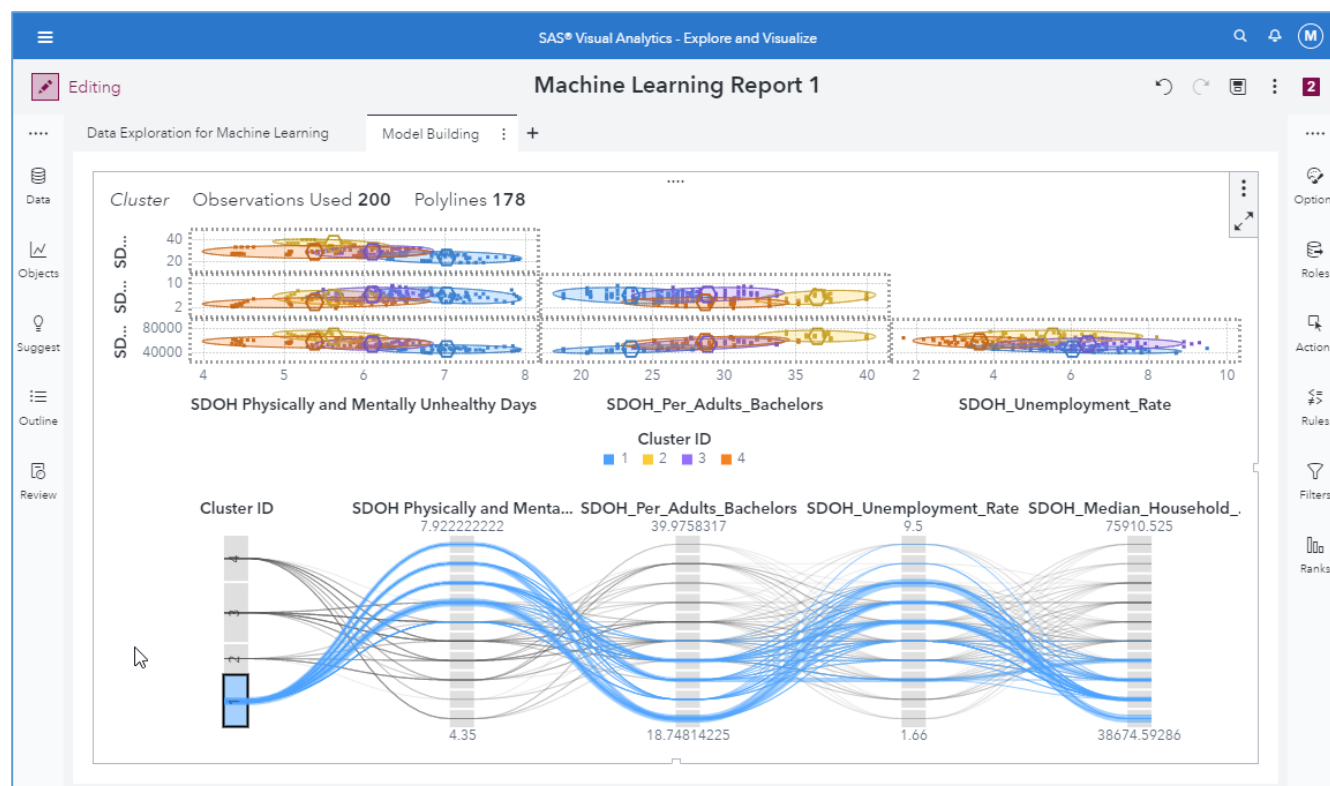 SAS® Visual Analytics - Explore and Visualize
M
Editing
Machine Learning Report 1
2
Data Exploration for Machine Learning
Model Building
+
Data
Objects
Suggest
Outline
Review
Option
Roles
Action
Rules
Filters
Ranks
Cluster Observations Used 200 Polylines 178
SD...
40
20
SD...
10
2
SD...
80000
40000
4 5 6 7 8 20 25 30 35 40 2 4 6 8 10
SDOH Physically and Mentally Unhealthy Days SDOH_Per_Adults_Bachelors SDOH_Unemployment_Rate
Cluster ID
1 2 3 4
Cluster ID SDOH Physically and Menta... SDOH_Per_Adults_Bachelors SDOH_Unemployment_Rate SDOH_Median_Household_.
7.922222222 39.9758317 9.5 75910.525
4
3
2
1
4.35 18.74814225 1.66 38674.59286